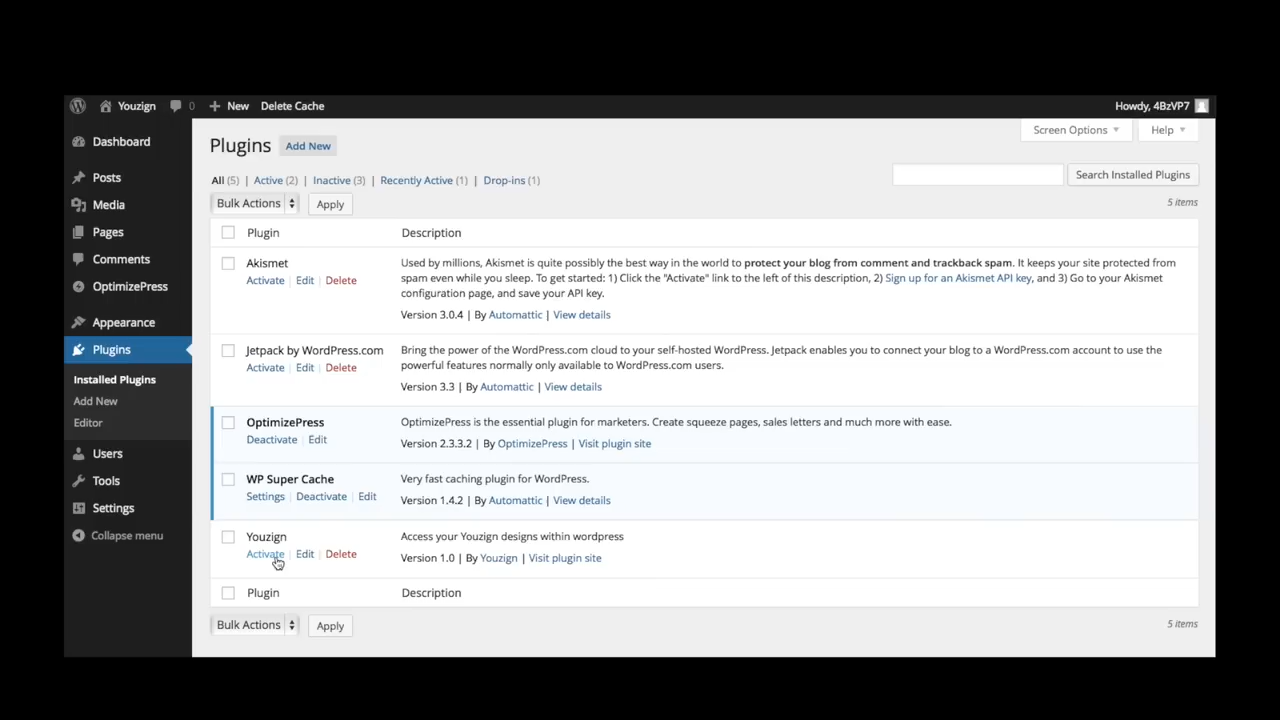 Youzign 0 New Delete Cache Howdy, 4BzVP7
Screen Options Help
Dashboard
Posts
Media
Pages
Comments
OptimizePress
Appearance
Plugins
Installed Plugins
Add New
Editor
Users
Tools
Settings
Collapse menu
Plugins Add New
All (5) | Active (2) | Inactive (3) | Recently Active (1) | Drop-ins (1)
Search Installed Plugins
Bulk Actions Apply
5 items
Plugin Description
Akismet
Activate | Edit | Delete
Used by millions, Akismet is quite possibly the best way in the world to protect your blog from comment and trackback spam. It keeps your site protected from
spam even while you sleep. To get started: 1) Click the "Activate" link to the left of this description, 2) Sign up for an Akismet API key, and 3) Go to your Akismet
configuration page, and save your API key.
Version 3.0.4 | By Automattic | View details
Jetpack by WordPress.com
Activate | Edit | Delete
Bring the power of the WordPress.com cloud to your self-hosted WordPress. Jetpack enables you to connect your blog to a WordPress.com account to use the
powerful features normally only available to WordPress.com users.
Version 3.3 | By Automattic | View details
OptimizePress
Deactivate | Edit
OptimizePress is the essential plugin for marketers. Create squeeze pages, sales letters and much more with ease.
Version 2.3.3.2 | By OptimizePress | Visit plugin site
WP Super Cache
Settings | Deactivate | Edit
Very fast caching plugin for WordPress.
Version 1.4.2 | By Automattic | View details
Youzign
Activate | Edit | Delete
Access your Youzign designs within wordpress
Version 1.0 | By Youzign | Visit plugin site
Plugin Description
Bulk Actions Apply
5 items